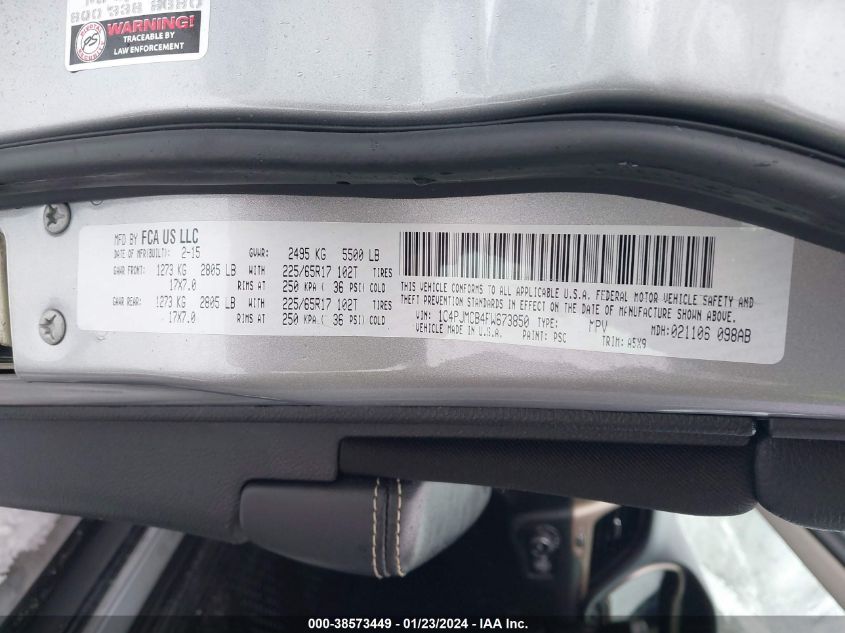 800 338
WARNING!
PS
TRACEABLE BY
LAW ENFORCEMENT
MFD BY FCA US LLC
DATE OF MFR(BUILT): 2-15 GVWR: 2495 KG 5500 LB
GAWR FRONT: 1273 KG 2805 LB WITH 225/65R17 102T TIRES
17X7.0 RIMS AT 250 KPA( 36 PSI) COLD
GAWR REAR: 1273 KG 2805 LB WITH 225/65R17 102T TIRES
17X7.0 RIMS AT 250 KPA( 36 PSI) COLD
THIS VEHICLE CONFORMS TO ALL APPLICABLE U.S.A. FEDERAL MOTOR VEHICLE SAFETY AND
THEFT PREVENTION STANDARDS IN EFFECT ON THE DATE OF MANUFACTURE SHOWN ABOVE.
VIN: 1C4PJMCB4FW673850 TYPE: MPV MDH:021106 098AB
VEHICLE MADE IN U.S.A. PAINT: PSC TRIM: A5X9
000-38573449 - 01/23/2024 - IAA Inc.